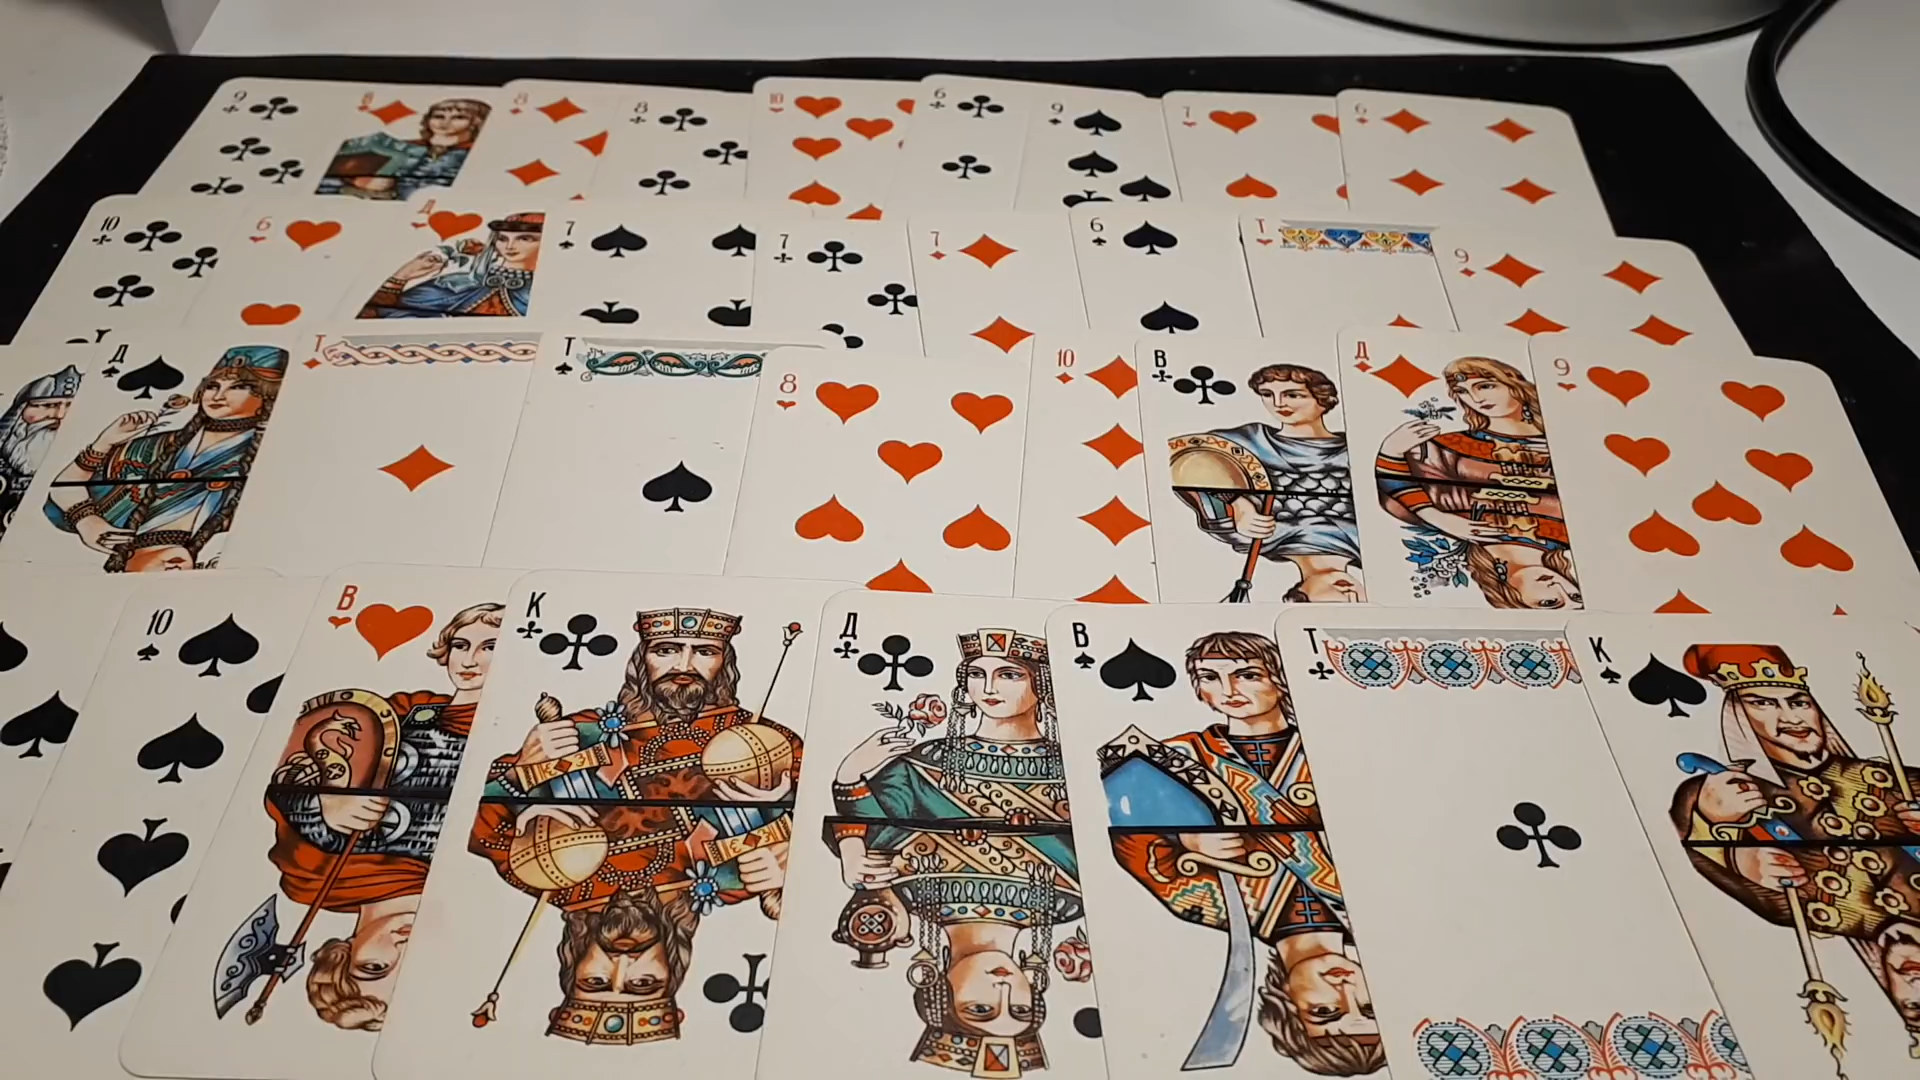 9 В 8 8 10 6 9 7 6
10 6 Д 7 7 7 6 Т 9
Д Т Т 8 10 В Д 9
10 В К Д В Т К